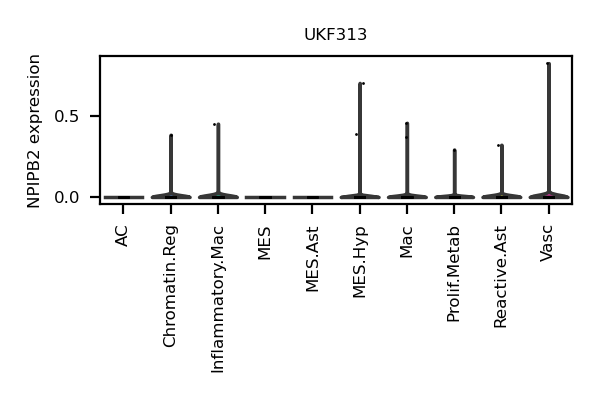 UKF313
NPIPB2 expression
0.5
0.0
AC
Chromatin.Reg
Inflammatory.Mac
MES
MES.Ast
MES.Hyp
Mac
Prolif.Metab
Reactive.Ast
Vasc